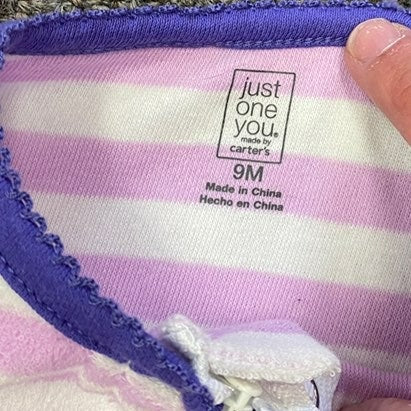 just
one
you®
made by
carter's
9M
Made in China
Hecho en China